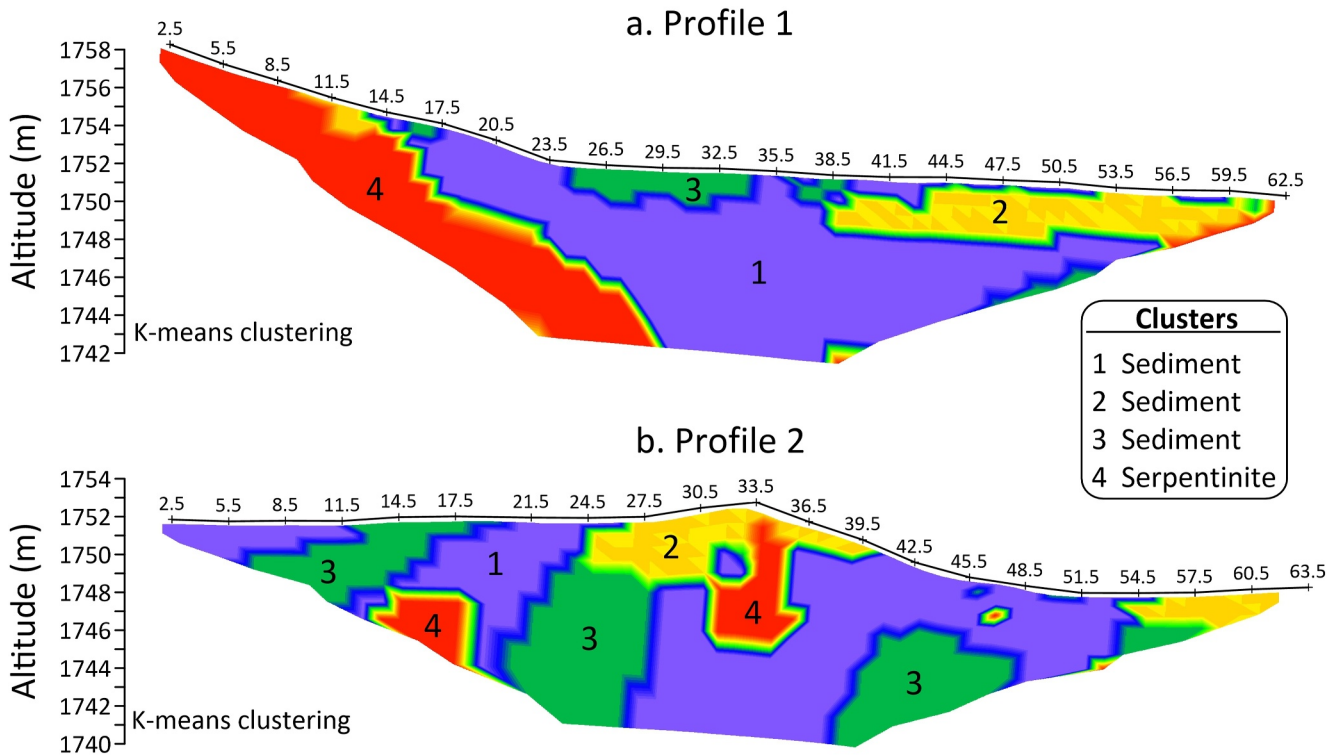 a. Profile 1
2.5 5.5 8.5 11.5 14.5 17.5 20.5 23.5 26.5 29.5 32.5 35.5 38.5 41.5 44.5 47.5 50.5 53.5 56.5 59.5 62.5
Altitude (m)
1758
1756
1754
1752
1750
1748
1746
1744
1742
4
3
2
1
K-means clustering
Clusters
1 Sediment
2 Sediment
3 Sediment
4 Serpentinite
b. Profile 2
2.5 5.5 8.5 11.5 14.5 17.5 21.5 24.5 27.5 30.5 33.5 36.5 39.5 42.5 45.5 48.5 51.5 54.5 57.5 60.5 63.5
Altitude (m)
1754
1752
1750
1748
1746
1744
1742
1740
3
4
1
3
2
4
3
K-means clustering